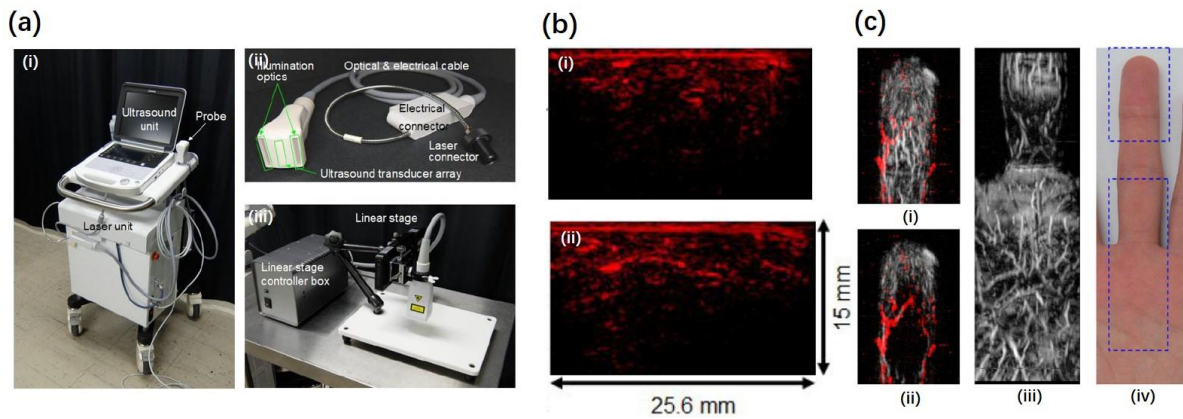 (a)
(i)
Ultrasound
unit
Probe
Laser unit
(ii)
Illumination
optics
Optical & electrical cable
Electrical
connector
Laser
connector
Ultrasound transducer array
(iii)
Linear stage
Linear stage
controller box
(b)
(i)
(ii)
15 mm
25.6 mm
(c)
(i)
(ii)
(iii)
(iv)